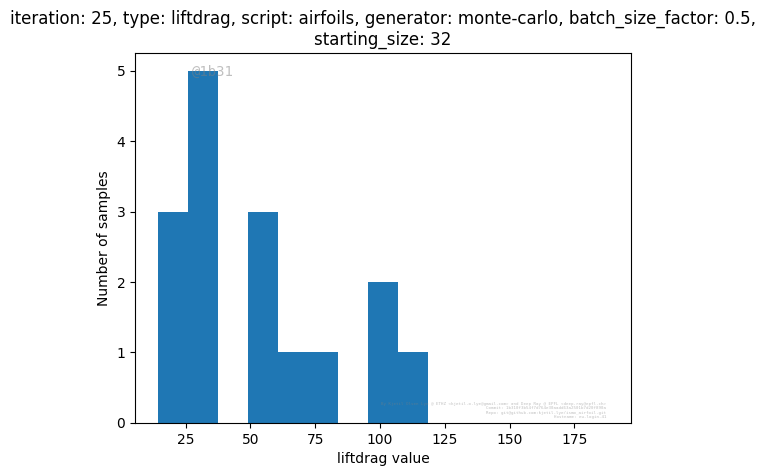 iteration: 25, type: liftdrag, script: airfoils, generator: monte-carlo, batch_size_factor: 0.5,
starting_size: 32
@1h31
5
4
3
2
1
0
Number of samples
25 50 75 100 125 150 175
liftdrag value